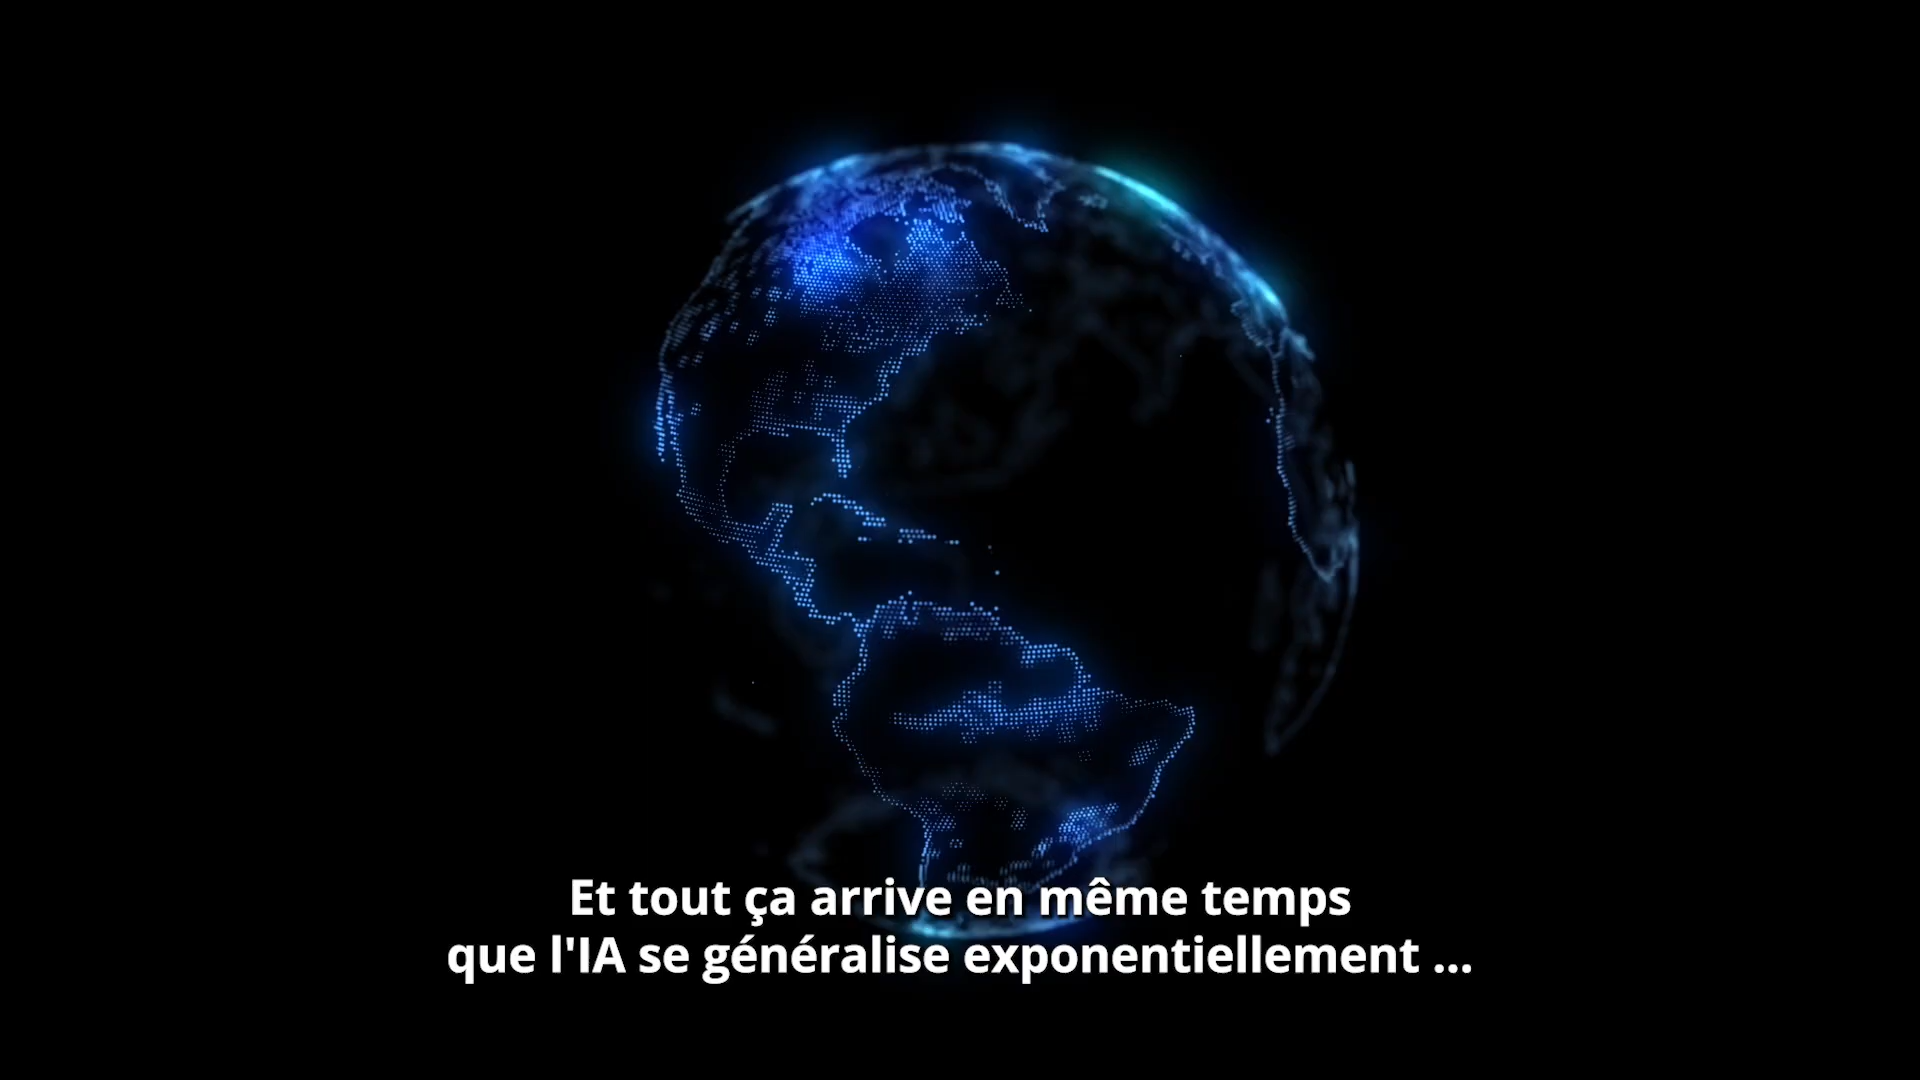 Et tout ça arrive en même temps
que l'IA se généralise exponentiellement ...